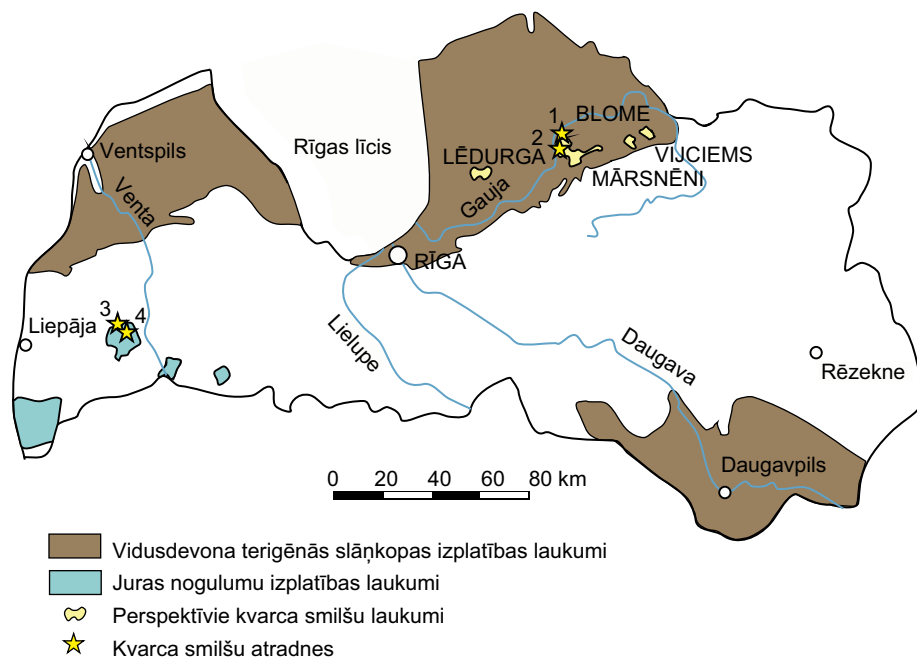 1
BLOME
2
Ventspils
Rīgas līcis
LĒDURGA
VIJCIEMS
MĀRSNĒNI
Venta
Gauja
RĪGA
3
4
Liepāja
Lielupe
Daugava
Rēzekne
Daugavpils
0 20 40 60 80 km
Vidusdevona terigēnās slāņkopas izplatības laukumi
Juras nogulumu izplatības laukumi
Perspektīvie kvarca smilšu laukumi
Kvarca smilšu atradnes